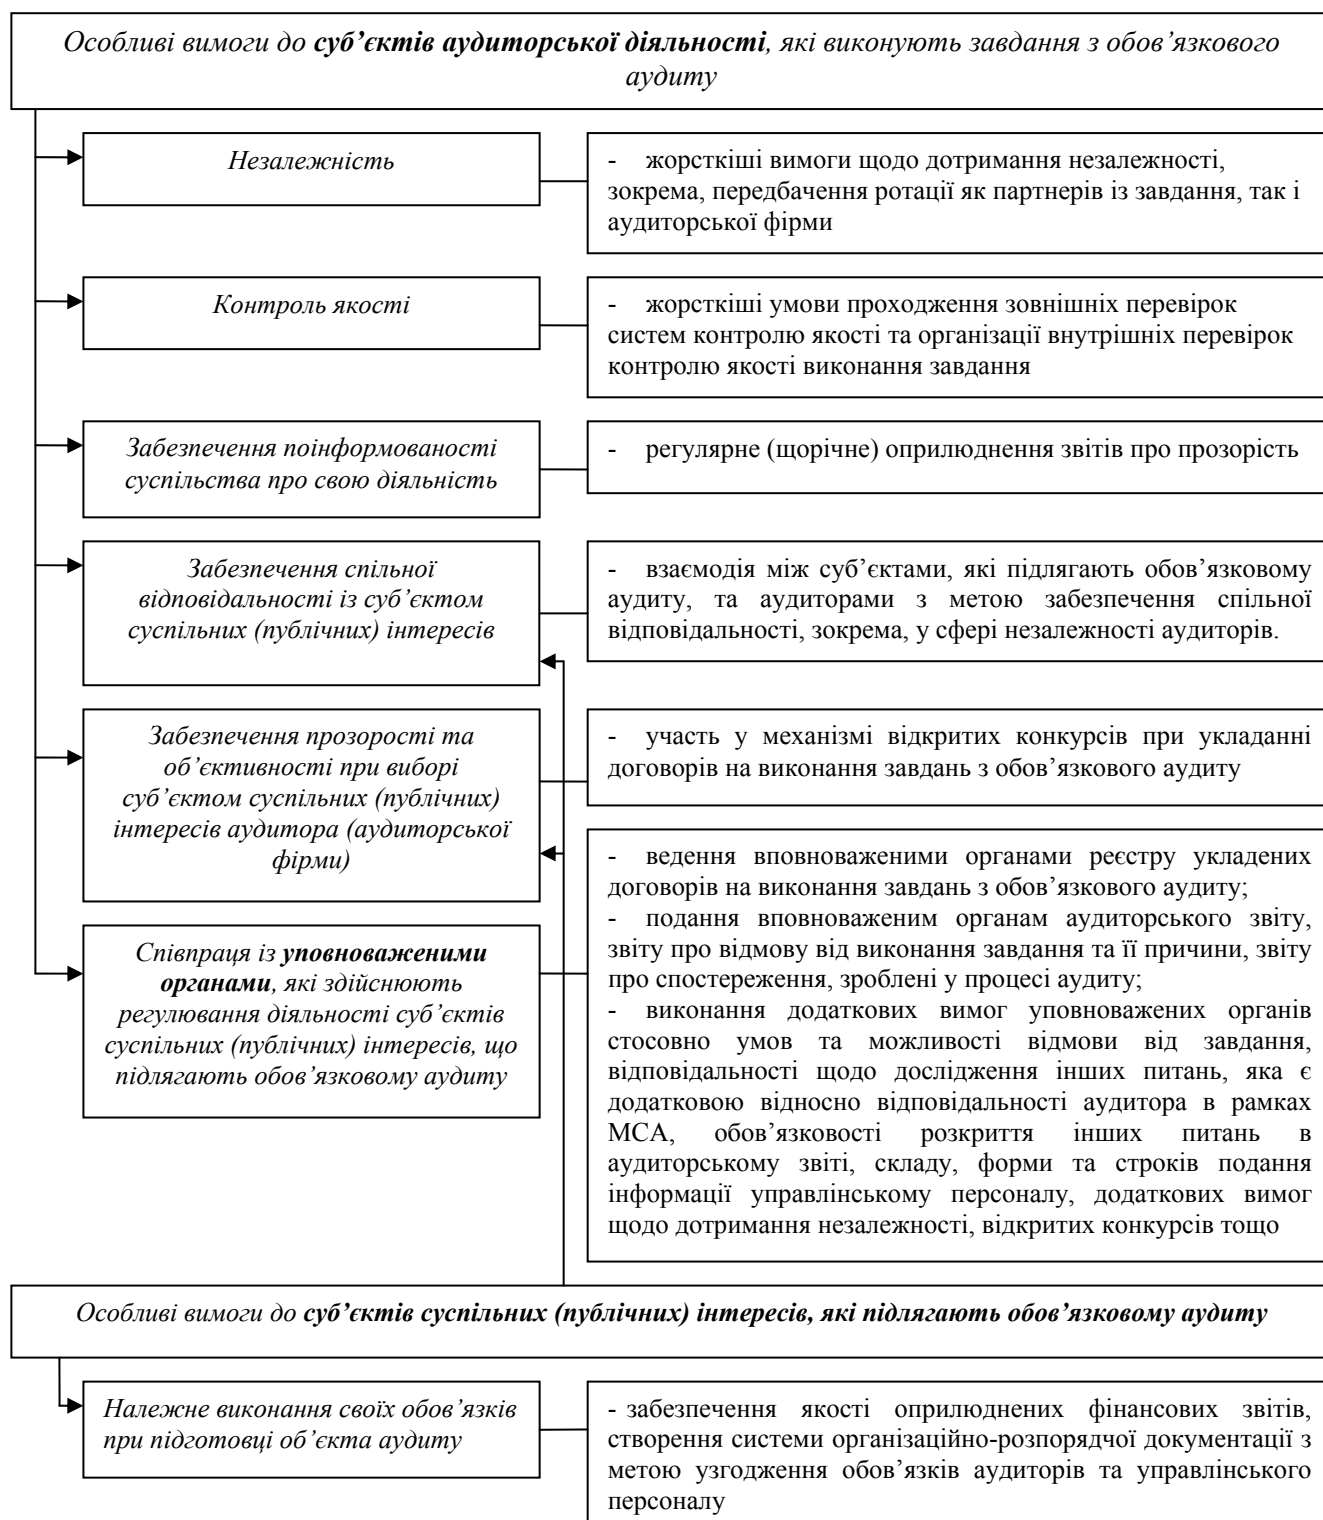 Особливі вимоги до суб’єктів аудиторської діяльності, які виконують завдання з обов’язкового
аудиту
Незалежність
- жорсткіші вимоги щодо дотримання незалежності,
зокрема, передбачення ротації як партнерів із завдання, так і
аудиторської фірми
Контроль якості
- жорсткіші умови проходження зовнішніх перевірок
систем контролю якості та організації внутрішніх перевірок
контролю якості виконання завдання
Забезпечення поінформованості
суспільства про свою діяльність
- регулярне (щорічне) оприлюднення звітів про прозорість
Забезпечення спільної
відповідальності із суб’єктом
суспільних (публічних) інтересів
- взаємодія між суб’єктами, які підлягають обов’язковому
аудиту, та аудиторами з метою забезпечення спільної
відповідальності, зокрема, у сфері незалежності аудиторів.
Забезпечення прозорості та
об’єктивності при виборі
суб’єктом суспільних (публічних)
інтересів аудитора (аудиторської
фірми)
- участь у механізмі відкритих конкурсів при укладанні
договорів на виконання завдань з обов’язкового аудиту
Співпраця із уповноваженими
органами, які здійснюють
регулювання діяльності суб’єктів
суспільних (публічних) інтересів, що
підлягають обов’язковому аудиту
- ведення вповноваженими органами реєстру укладених
договорів на виконання завдань з обов’язкового аудиту;
- подання вповноваженим органам аудиторського звіту,
звіту про відмову від виконання завдання та її причини, звіту
про спостереження, зроблені у процесі аудиту;
- виконання додаткових вимог уповноважених органів
стосовно умов та можливості відмови від завдання,
відповідальності щодо дослідження інших питань, яка є
додатковою відносно відповідальності аудитора в рамках
МСА, обов’язковості розкриття інших питань в
аудиторському звіті, складу, форми та строків подання
інформації управлінському персоналу, додаткових вимог
щодо дотримання незалежності, відкритих конкурсів тощо
Особливі вимоги до суб’єктів суспільних (публічних) інтересів, які підлягають обов’язковому аудиту
Належне виконання своїх обов’язків
при підготовці об’єкта аудиту
- забезпечення якості оприлюднених фінансових звітів,
створення системи організаційно-розпорядчої документації з
метою узгодження обов’язків аудиторів та управлінського
персоналу